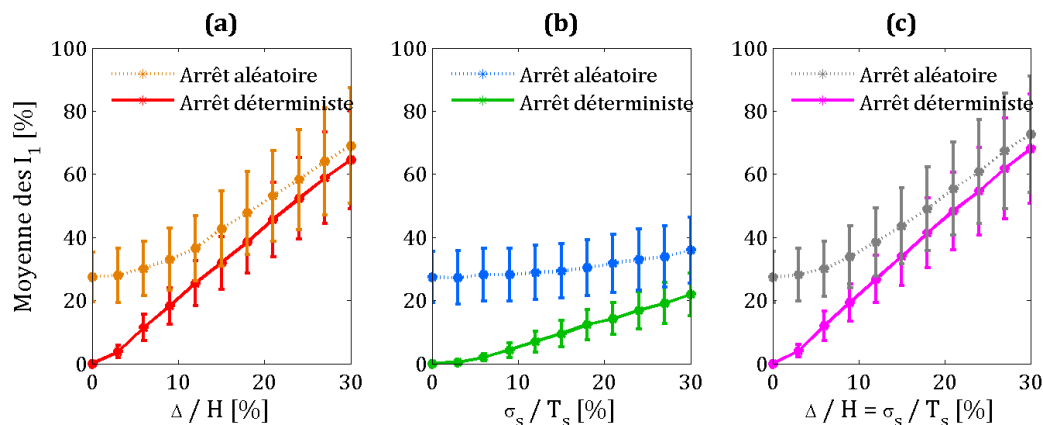 (a)
Moyenne des I₁ [%]
100
80
60
40
20
0
Arrêt aléatoire
Arrêt déterministe
0 10 20 30
Δ / H [%]
(b)
100
80
60
40
20
0
Arrêt aléatoire
Arrêt déterministe
0 10 20 30
σₛ / Tₛ [%]
(c)
100
80
60
40
20
0
Arrêt aléatoire
Arrêt déterministe
0 10 20 30
Δ / H = σₛ / Tₛ [%]